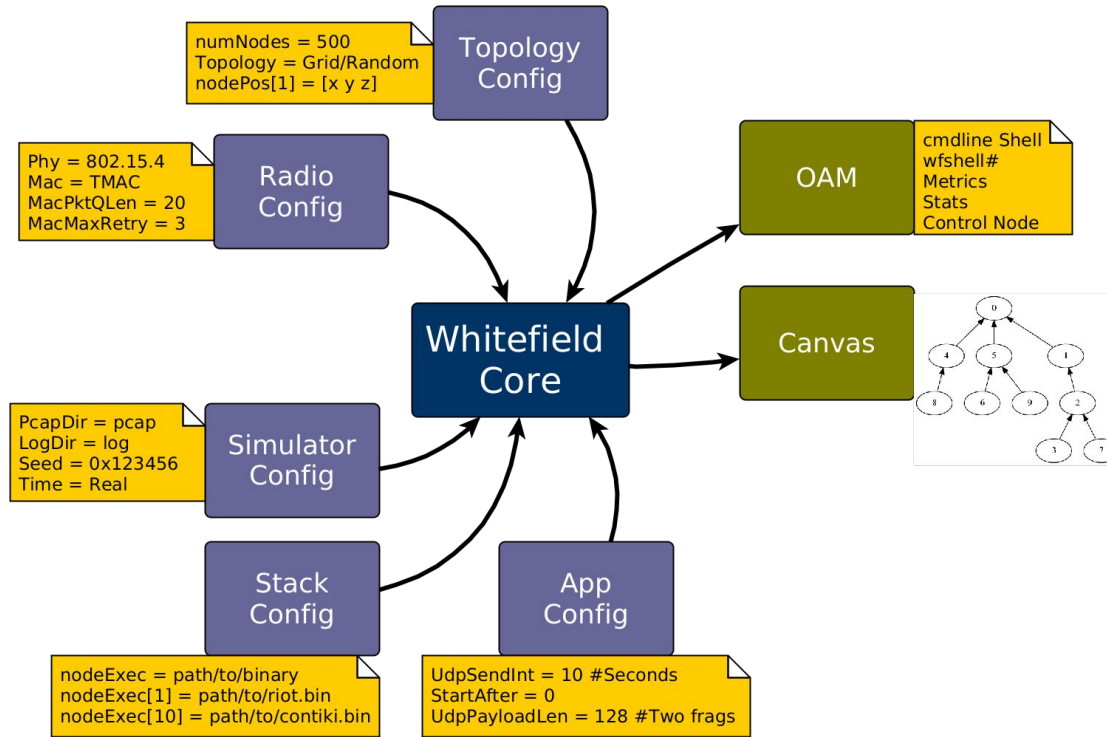 numNodes = 500
Topology = Grid/Random
nodePos[1] = [x y z]
Topology
Config
Phy = 802.15.4
Mac = TMAC
MacPktQLen = 20
MacMaxRetry = 3
Radio
Config
OAM
cmdline Shell
wfshell#
Metrics
Stats
Control Node
Whitefield
Core
Canvas
0
4
5
1
8
6
9
2
3
7
PcapDir = pcap
LogDir = log
Seed = 0x123456
Time = Real
Simulator
Config
Stack
Config
nodeExec = path/to/binary
nodeExec[1] = path/to/riot.bin
nodeExec[10] = path/to/contiki.bin
App
Config
UdpSendInt = 10 #Seconds
StartAfter = 0
UdpPayloadLen = 128 #Two frags